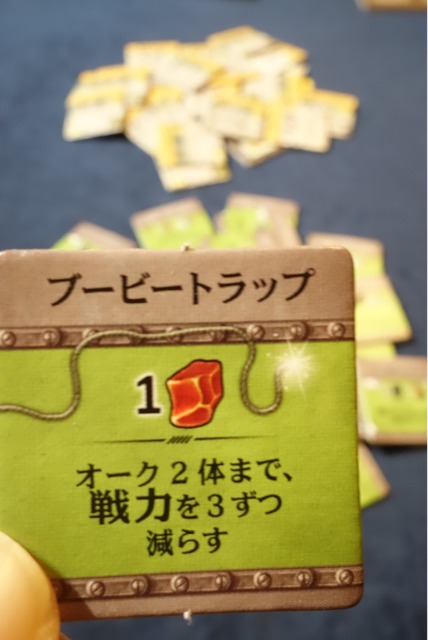 ブービートラップ
1
オーク2体まで、
戦力を3ずつ
減らす